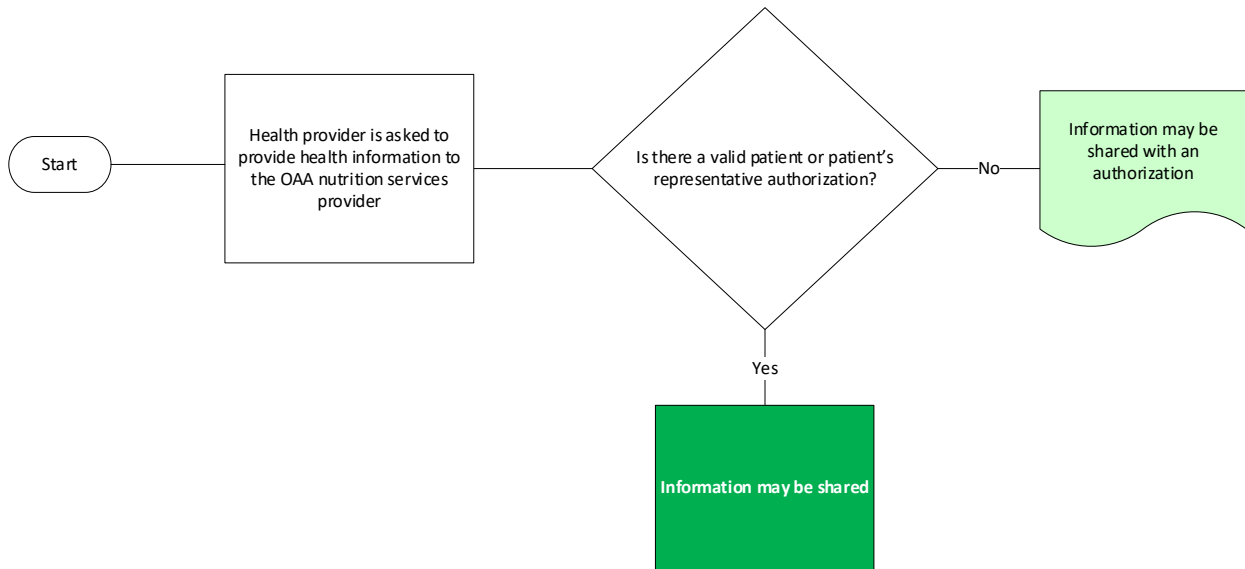 Start
Health provider is asked to
provide health information to
the OAA nutrition services
provider
Is there a valid patient or patient’s
representative authorization?
No
Information may be
shared with an
authorization
Yes
Information may be shared